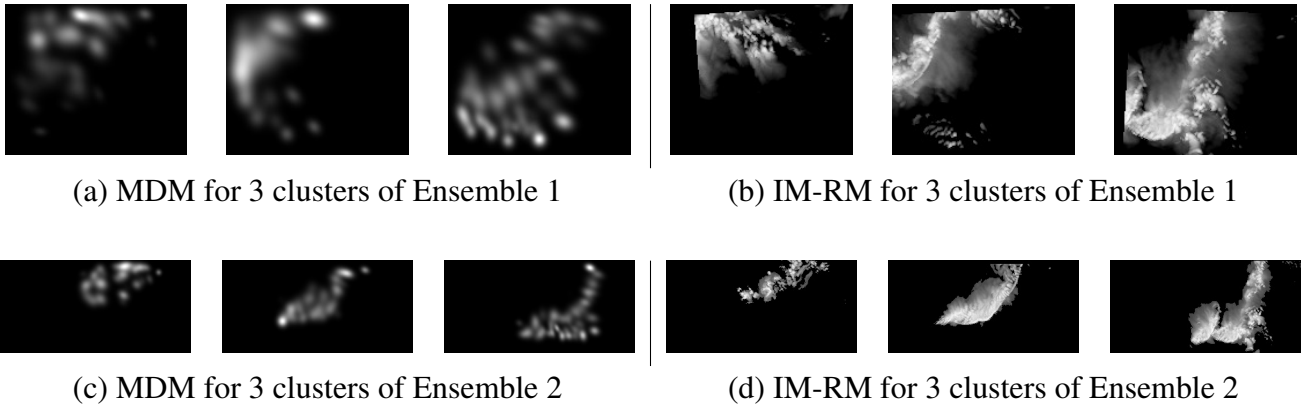 (a) MDM for 3 clusters of Ensemble 1
(b) IM-RM for 3 clusters of Ensemble 1
(c) MDM for 3 clusters of Ensemble 2
(d) IM-RM for 3 clusters of Ensemble 2